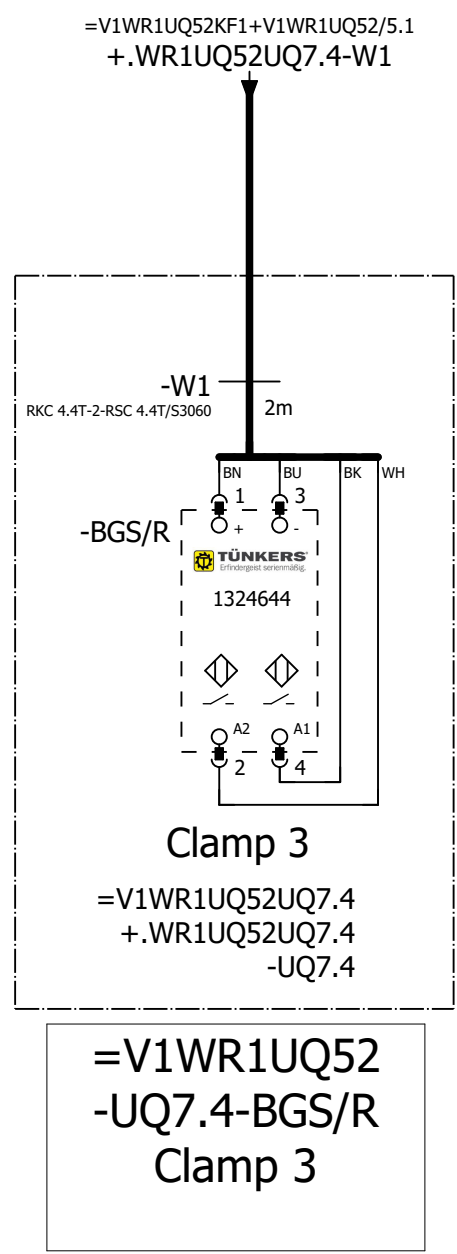 =V1WR1UQ52KF1+V1WR1UQ52/5.1
+.WR1UQ52UQ7.4-W1
-W1
RKC 4.4T-2-RSC 4.4T/S3060
2m
BN BU BK WH
1 3
+ -
-BGS/R
TÜNKERS
Erfindergeist serienmäßig.
1324644
A2 A1
2 4
Clamp 3
=V1WR1UQ52UQ7.4
+.WR1UQ52UQ7.4
-UQ7.4
=V1WR1UQ52
-UQ7.4-BGS/R
Clamp 3